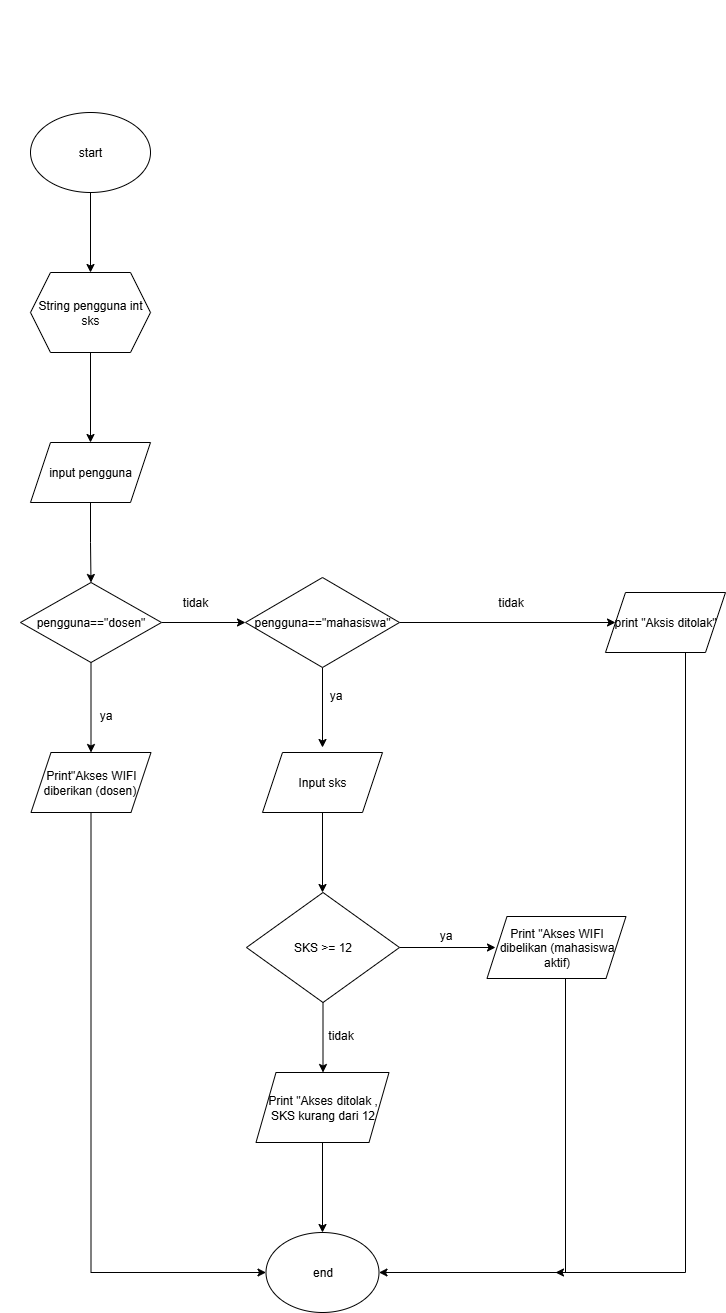 start
String pengguna int
sks
input pengguna
pengguna=="dosen"
tidak
pengguna=="mahasiswa"
tidak
print "Aksis ditolak"
ya
ya
Print"Akses WIFI
diberikan (dosen)
Input sks
SKS >= 12
ya
Print "Akses WIFI
dibelikan (mahasiswa
aktif)
tidak
Print "Akses ditolak ,
SKS kurang dari 12
end